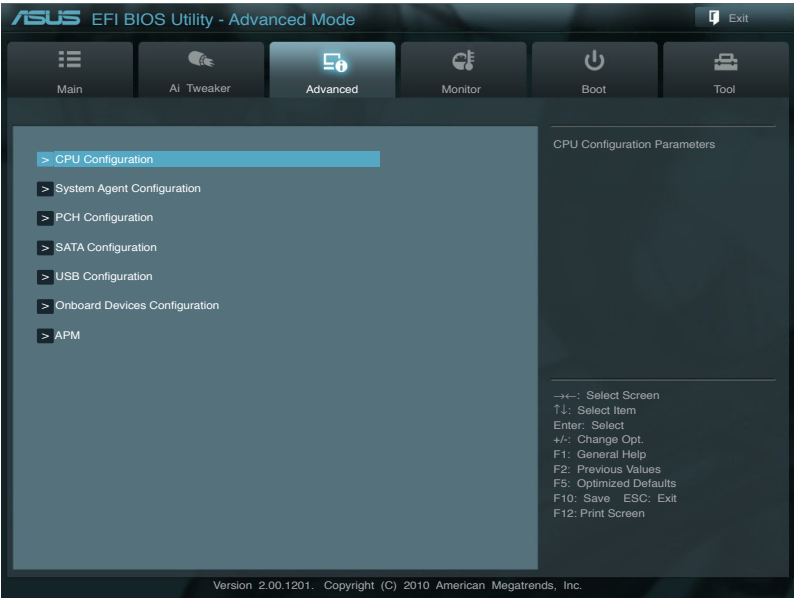 ASUS EFI BIOS Utility - Advanced Mode
Exit
Main
Ai Tweaker
Advanced
Monitor
Boot
Tool
> CPU Configuration
> System Agent Configuration
> PCH Configuration
> SATA Configuration
> USB Configuration
> Onboard Devices Configuration
> APM
CPU Configuration Parameters
→←: Select Screen
↑↓: Select Item
Enter: Select
+/-: Change Opt.
F1: General Help
F2: Previous Values
F5: Optimized Defaults
F10: Save ESC: Exit
F12: Print Screen
Version 2.00.1201. Copyright (C) 2010 American Megatrends, Inc.